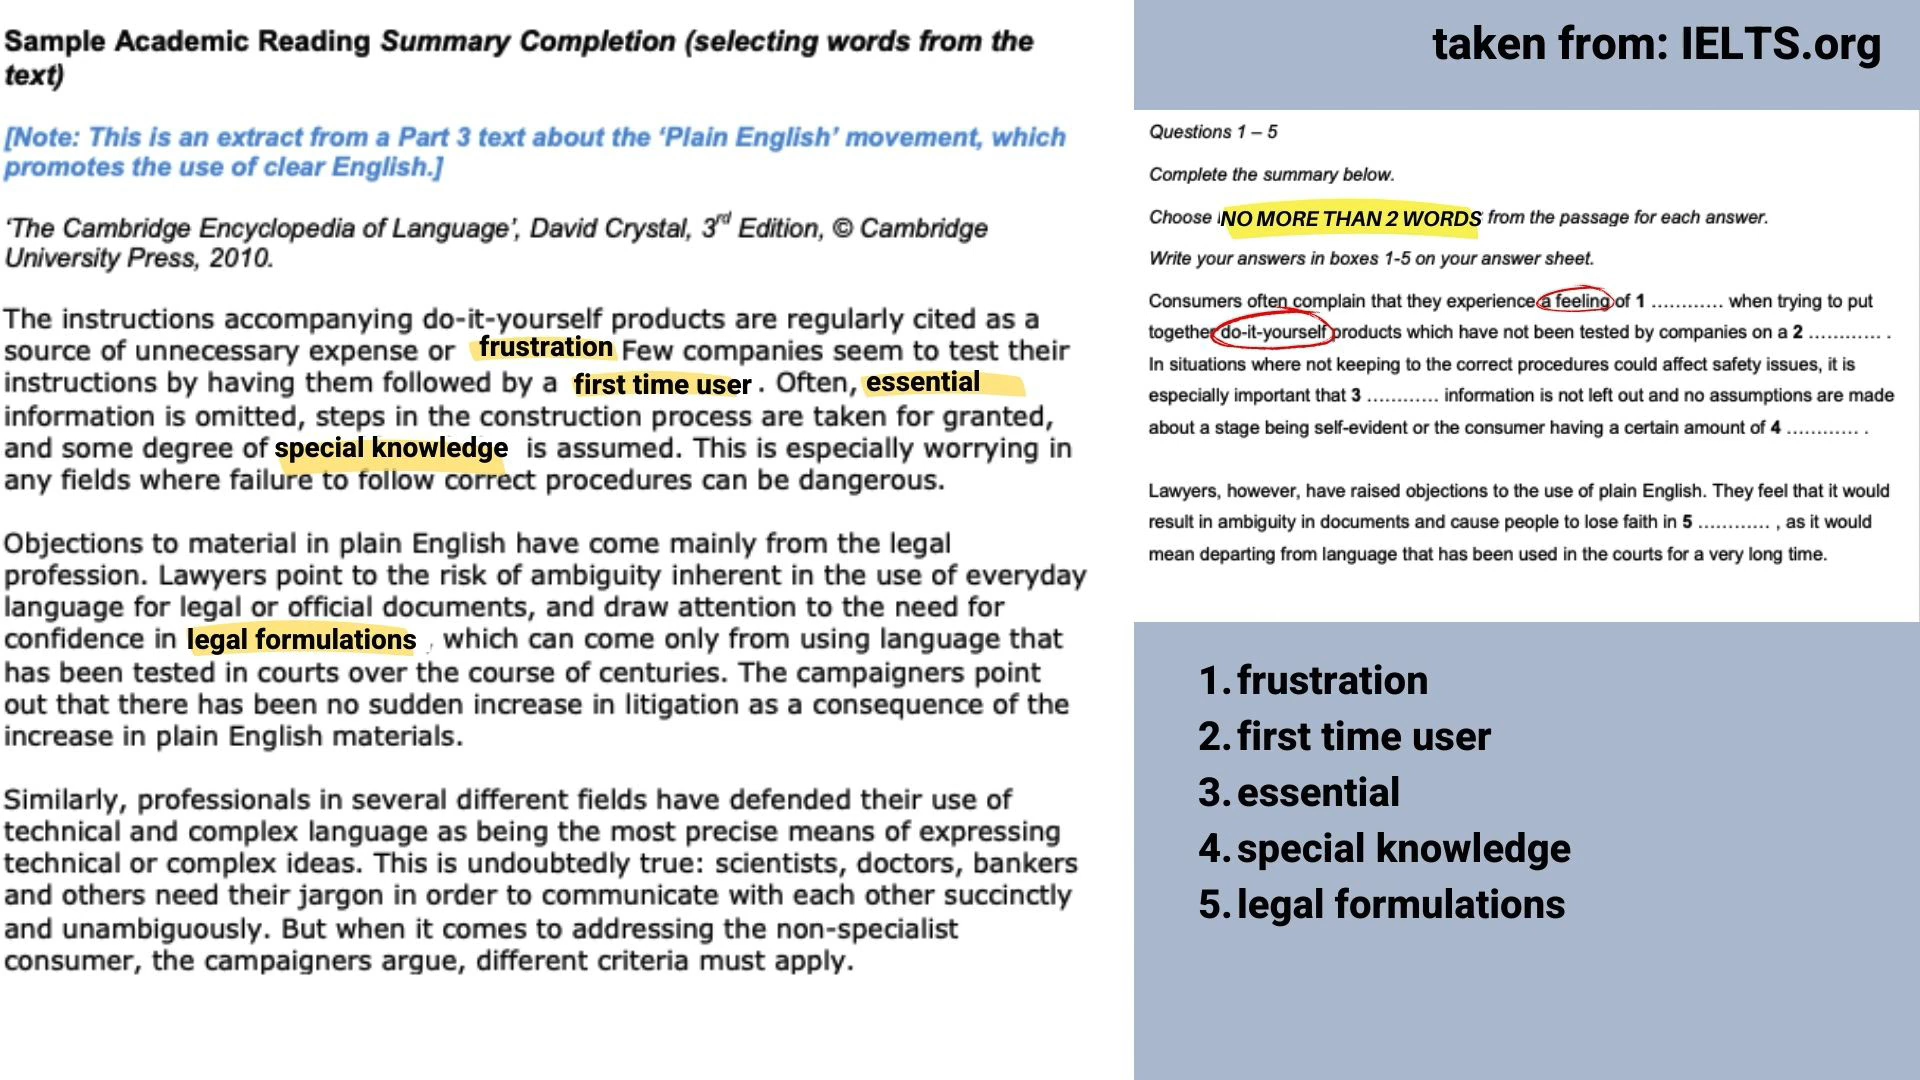 Sample Academic Reading Summary Completion (selecting words from the
text)
[Note: This is an extract from a Part 3 text about the ‘Plain English’ movement, which
promotes the use of clear English.]
‘The Cambridge Encyclopedia of Language’, David Crystal, 3rd Edition, © Cambridge
University Press, 2010.
The instructions accompanying do-it-yourself products are regularly cited as a
source of unnecessary expense or frustration Few companies seem to test their
instructions by having them followed by a first time user. Often, essential
information is omitted, steps in the construction process are taken for granted,
and some degree of special knowledge is assumed. This is especially worrying in
any fields where failure to follow correct procedures can be dangerous.
Objections to material in plain English have come mainly from the legal
profession. Lawyers point to the risk of ambiguity inherent in the use of everyday
language for legal or official documents, and draw attention to the need for
confidence in legal formulations, which can come only from using language that
has been tested in courts over the course of centuries. The campaigners point
out that there has been no sudden increase in litigation as a consequence of the
increase in plain English materials.
Similarly, professionals in several different fields have defended their use of
technical and complex language as being the most precise means of expressing
technical or complex ideas. This is undoubtedly true: scientists, doctors, bankers
and others need their jargon in order to communicate with each other succinctly
and unambiguously. But when it comes to addressing the non-specialist
consumer, the campaigners argue, different criteria must apply.
taken from: IELTS.org
Questions 1 – 5
Complete the summary below.
Choose NO MORE THAN 2 WORDS from the passage for each answer.
Write your answers in boxes 1-5 on your answer sheet.
Consumers often complain that they experience a feeling of 1 ............ when trying to put
together do-it-yourself products which have not been tested by companies on a 2 ............ .
In situations where not keeping to the correct procedures could affect safety issues, it is
especially important that 3 ............ information is not left out and no assumptions are made
about a stage being self-evident or the consumer having a certain amount of 4 ............ .
Lawyers, however, have raised objections to the use of plain English. They feel that it would
result in ambiguity in documents and cause people to lose faith in 5 ............ , as it would
mean departing from language that has been used in the courts for a very long time.
1. frustration
2. first time user
3. essential
4. special knowledge
5. legal formulations